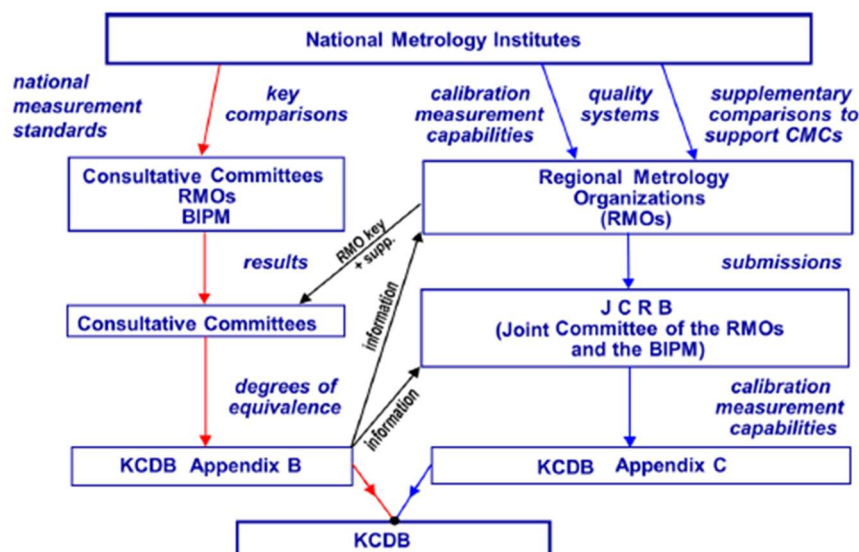 National Metrology Institutes
national
measurement
standards
key
comparisons
calibration
measurement
capabilities
quality
systems
supplementary
comparisons to
support CMCs
Consultative Committees
RMOs
BIPM
Regional Metrology
Organizations
(RMOs)
RMO key
+ supp.
results
submissions
information
Consultative Committees
J C R B
(Joint Committee of the RMOs
and the BIPM)
degrees of
equivalence
information
calibration
measurement
capabilities
KCDB Appendix B
KCDB Appendix C
KCDB